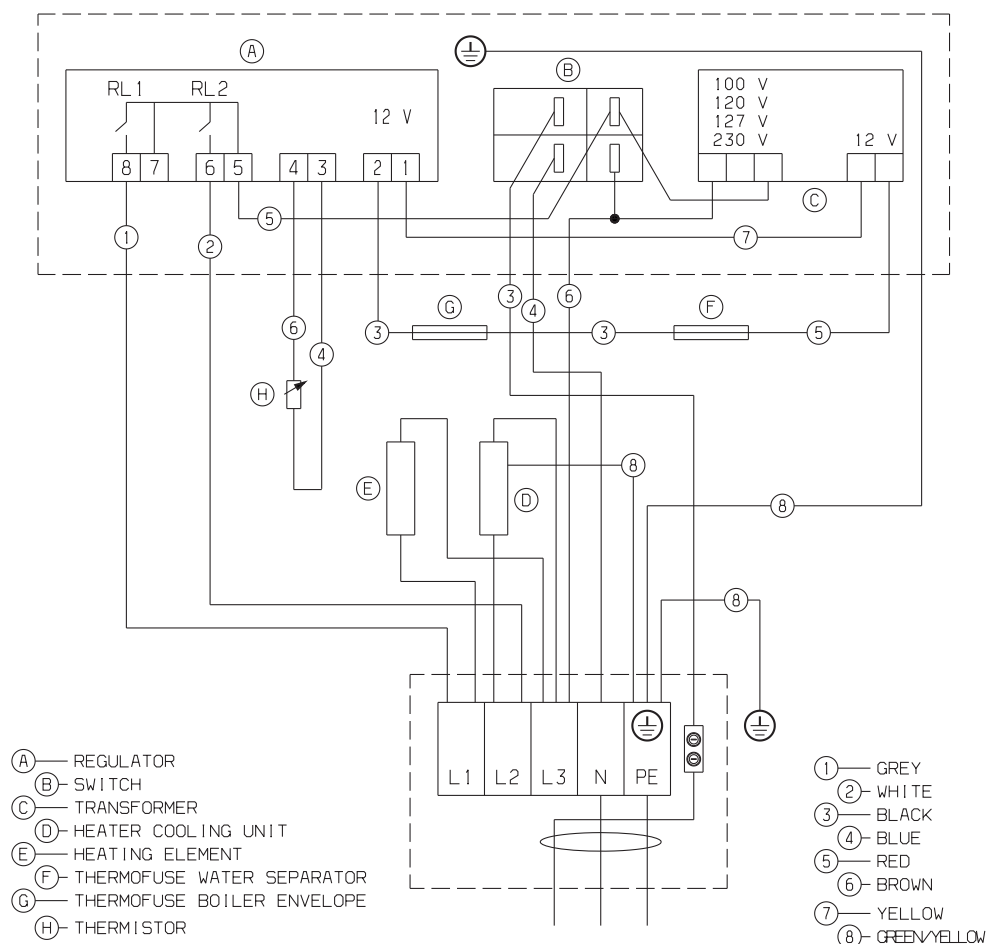 A
B
RL1 RL2
12 V
100 V
120 V
127 V
230 V
12 V
8 7 6 5 4 3 2 1
C
5
1
2
7
3
4
6
G
F
6
3
3
5
4
H
E
D
8
8
8
L1 L2 L3 N PE
A REGULATOR
B SWITCH
C TRANSFORMER
D HEATER COOLING UNIT
E HEATING ELEMENT
F THERMOFUSE WATER SEPARATOR
G THERMOFUSE BOILER ENVELOPE
H THERMISTOR
1 GREY
2 WHITE
3 BLACK
4 BLUE
5 RED
6 BROWN
7 YELLOW
8 GREEN/YELLOW